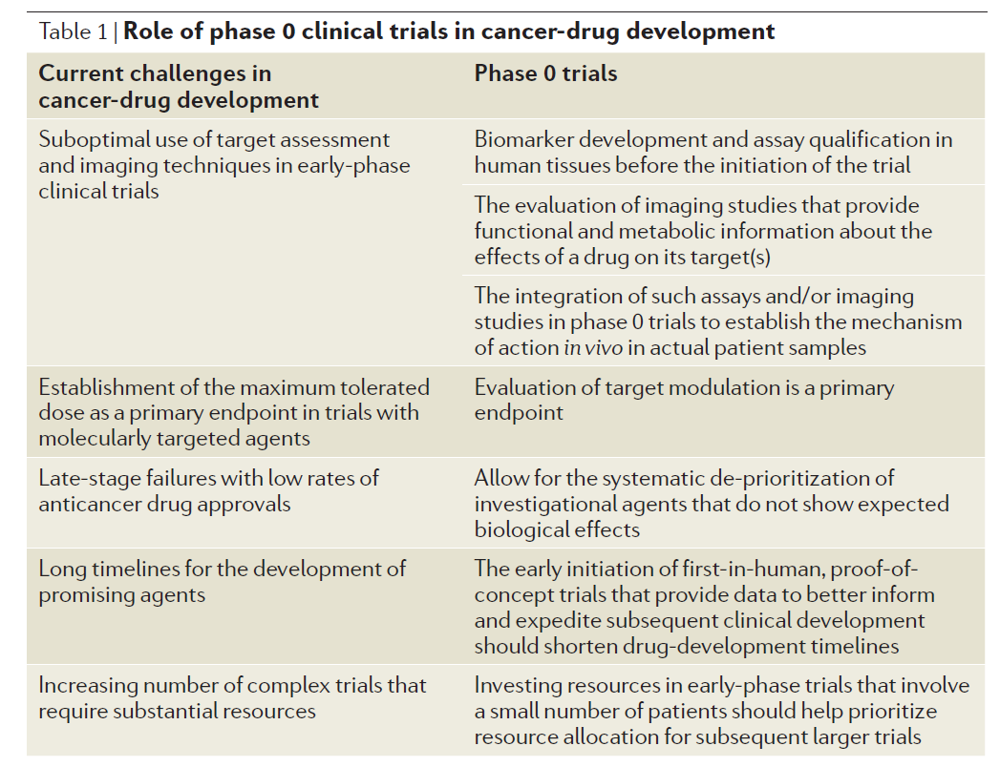 Table 1 | Role of phase 0 clinical trials in cancer-drug development
Current challenges in
cancer-drug development
Phase 0 trials
Suboptimal use of target assessment
and imaging techniques in early-phase
clinical trials
Biomarker development and assay qualification in
human tissues before the initiation of the trial
The evaluation of imaging studies that provide
functional and metabolic information about the
effects of a drug on its target(s)
The integration of such assays and/or imaging
studies in phase 0 trials to establish the mechanism
of action in vivo in actual patient samples
Establishment of the maximum tolerated
dose as a primary endpoint in trials with
molecularly targeted agents
Evaluation of target modulation is a primary
endpoint
Late-stage failures with low rates of
anticancer drug approvals
Allow for the systematic de-prioritization of
investigational agents that do not show expected
biological effects
Long timelines for the development of
promising agents
The early initiation of first-in-human, proof-of-
concept trials that provide data to better inform
and expedite subsequent clinical development
should shorten drug-development timelines
Increasing number of complex trials that
require substantial resources
Investing resources in early-phase trials that involve
a small number of patients should help prioritize
resource allocation for subsequent larger trials